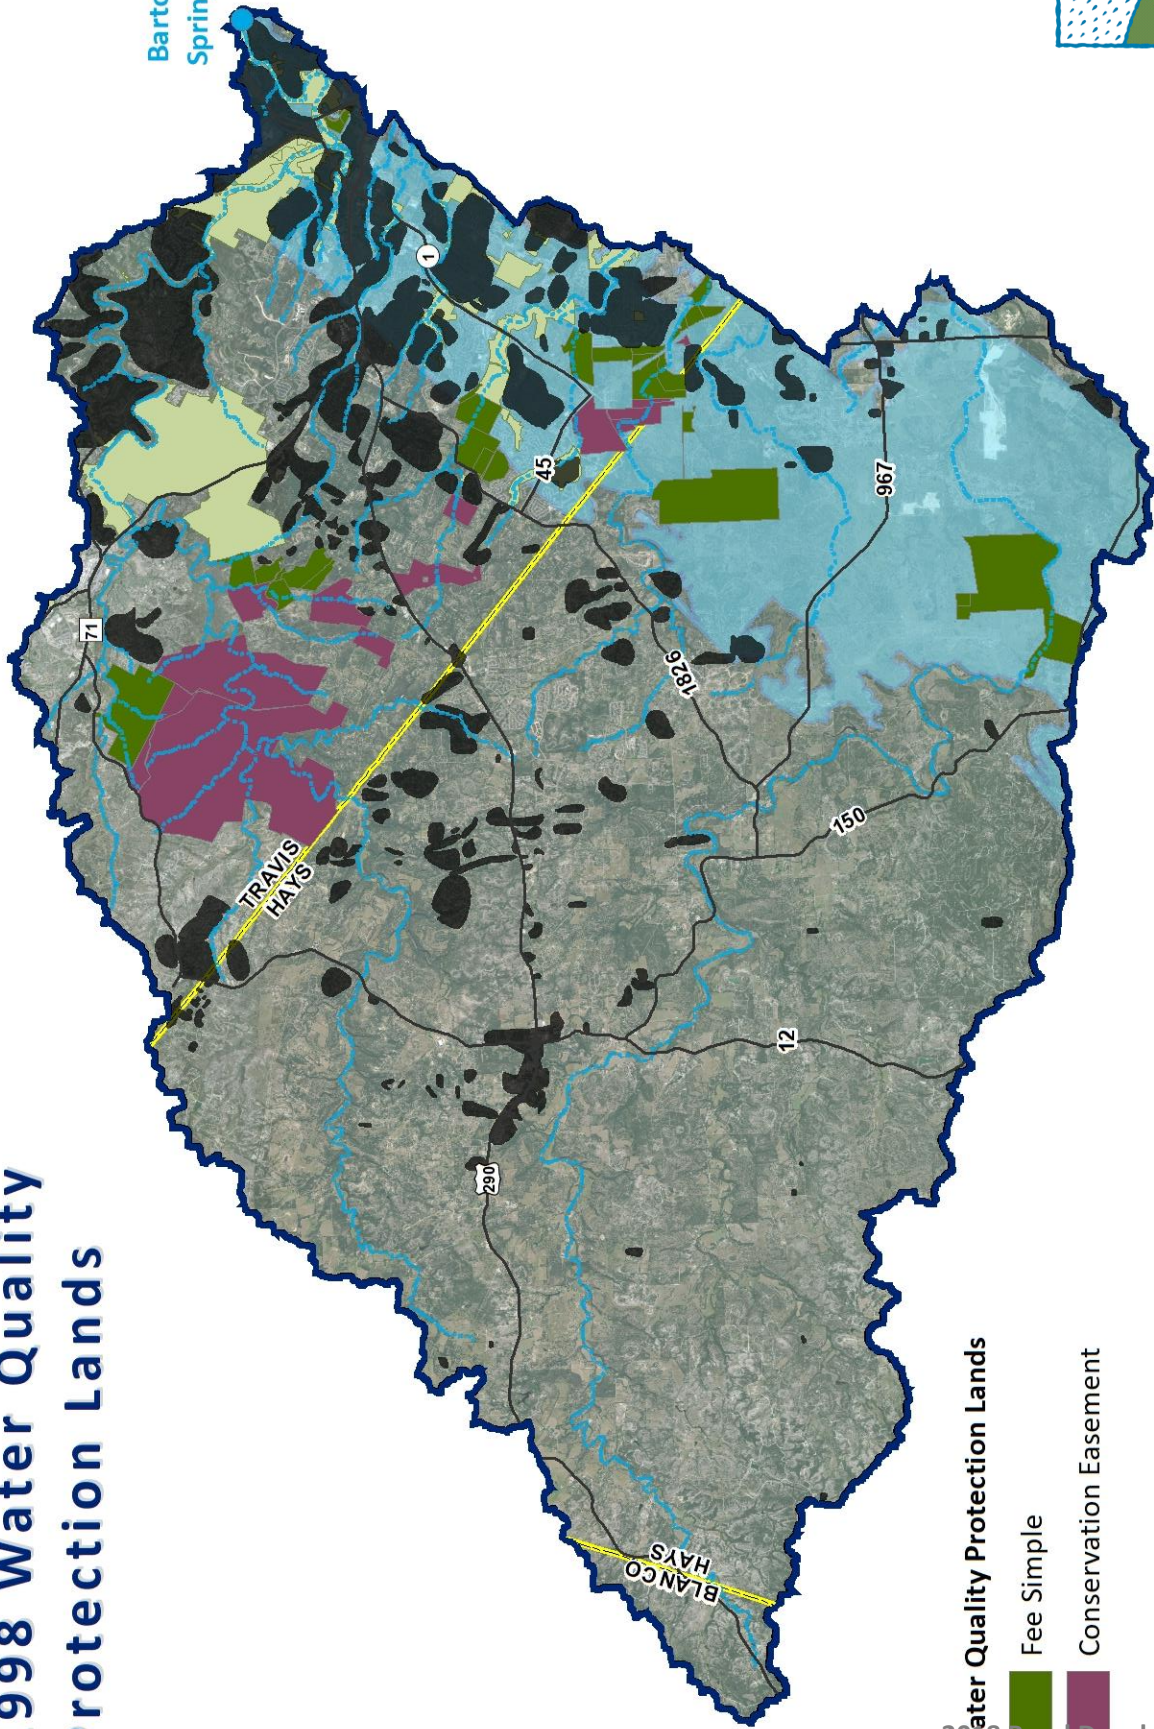 998 Water Quality
rotection Lands
Barto
Sprin
71
1
45
967
1826
TRAVIS
HAYS
150
12
290
BLANCO
HAYS
ater Quality Protection Lands
Fee Simple
Conservation Easement